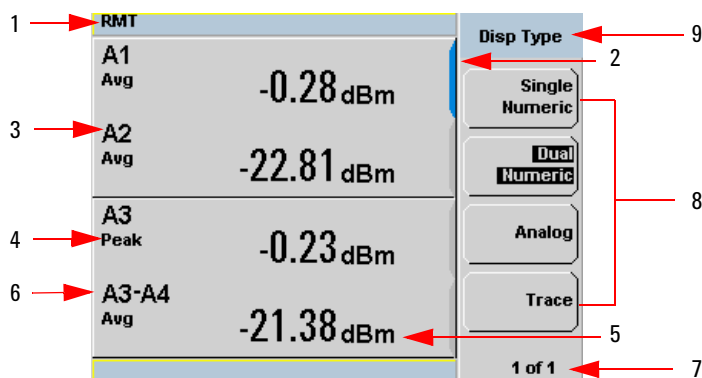 RMT
1
Disp Type
9
A1
Avg
-0.28 dBm
2
Single
Numeric
3
A2
Avg
-22.81 dBm
Dual
Numeric
8
A3
Peak
-0.23 dBm
4
Analog
6
A3-A4
Avg
-21.38 dBm
5
Trace
1 of 1
7